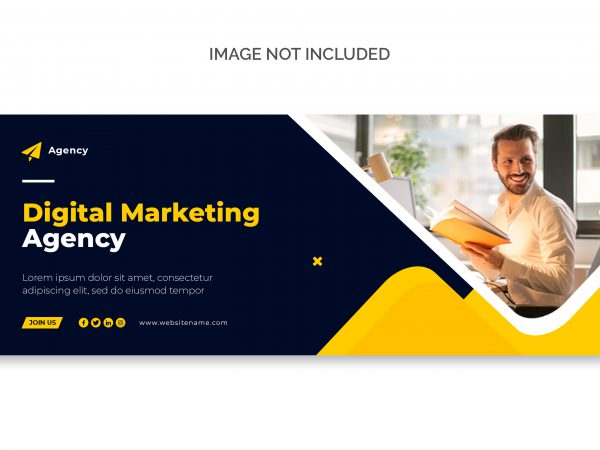 IMAGE NOT INCLUDED
Agency
Digital Marketing
Agency
Lorem ipsum dolor sit amet, consectetur
adipiscing elit, sed do eiusmod tempor
JOIN US
www.websitename.com